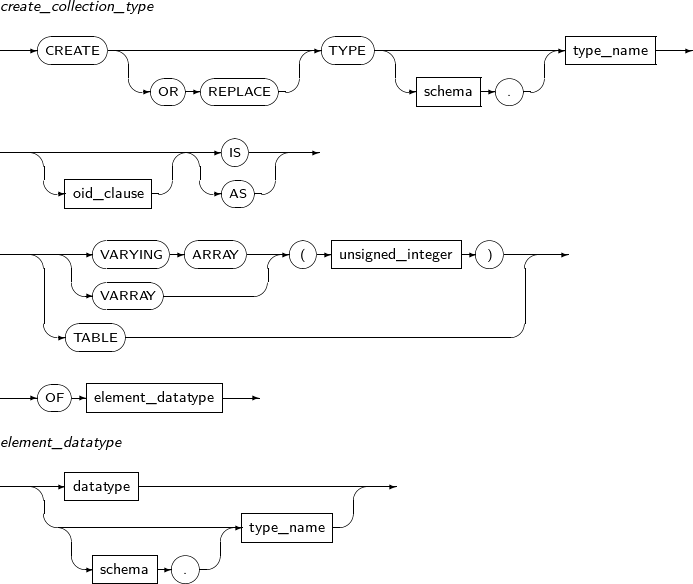 create_collection_type
CREATE TYPE type_name
OR REPLACE schema .
IS
oid_clause AS
VARYING ARRAY ( unsigned_integer )
VARRAY
TABLE
OF element_datatype
element_datatype
datatype
type_name
schema .